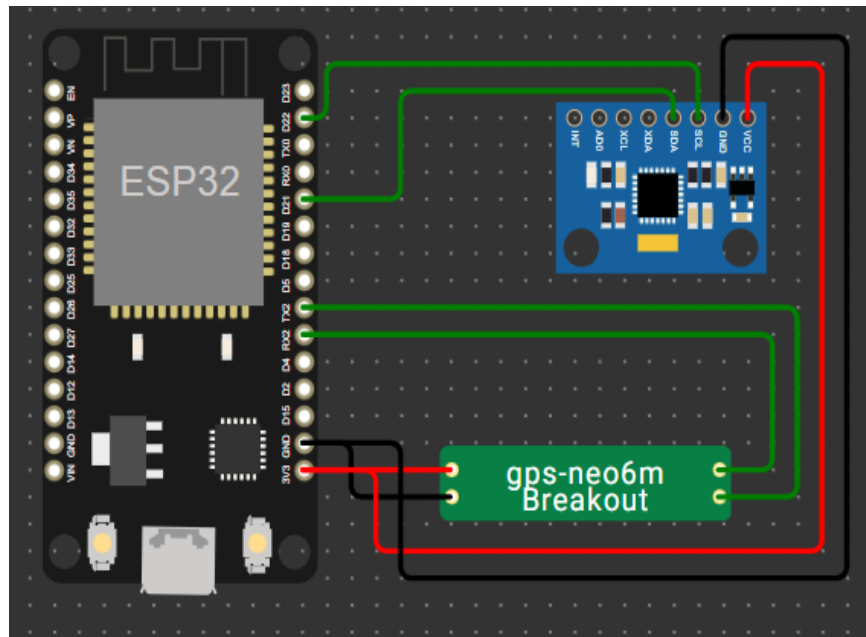 ESP32
EN
VP
VN
D34
D35
D32
D33
D25
D26
D27
D14
D12
D13
GND
VIN
D23
D22
TX0
RX0
D21
D19
D18
D5
TX2
RX2
D4
D2
D15
GND
3V3
INT
AD0
XCL
XDA
SDA
SCL
GND
VCC
gps-neo6m
Breakout